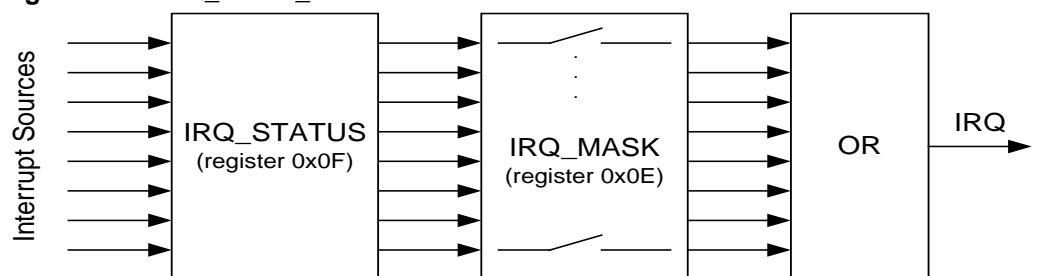 Interrupt Sources
IRQ_STATUS
(register 0x0F)
IRQ_MASK
(register 0x0E)
OR
IRQ